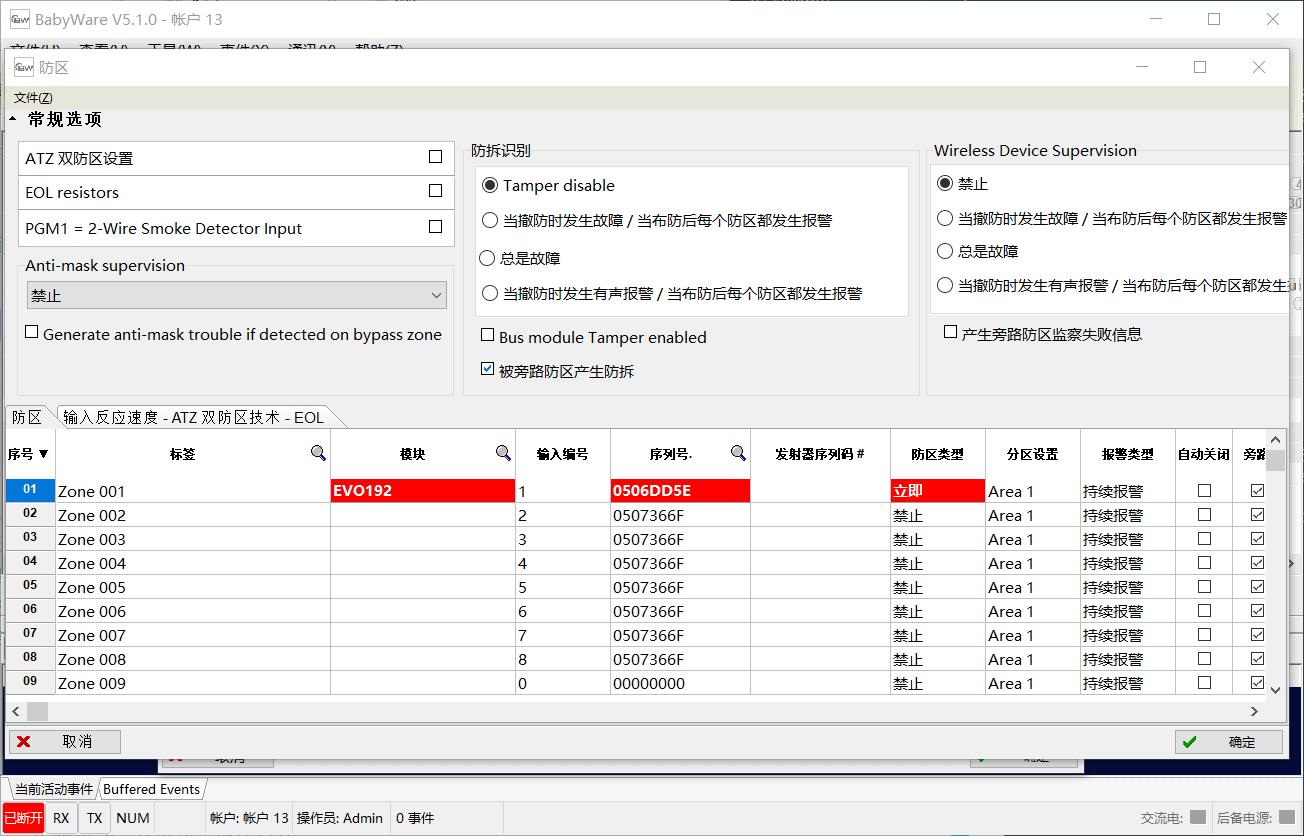 BabyWare V5.1.0 - 帐户 13
文件(U) 查看(V) 工具(W) 事件(X) 通讯(Y) 帮助(Z)
防区
文件(Z)
常规选项
ATZ 双防区设置
EOL resistors
PGM1 = 2-Wire Smoke Detector Input
Anti-mask supervision
禁止
Generate anti-mask trouble if detected on bypass zone
防拆识别
Tamper disable
当撤防时发生故障 / 当布防后每个防区都发生报警
总是故障
当撤防时发生有声报警 / 当布防后每个防区都发生报警
Bus module Tamper enabled
被旁路防区产生防拆
Wireless Device Supervision
禁止
当撤防时发生故障 / 当布防后每个防区都发生报警
总是故障
当撤防时发生有声报警 / 当布防后每个防区都发生
产生旁路防区监察失败信息
防区 输入反应速度 - ATZ 双防区技术 - EOL
序号 ▼ 标签 模块 输入编号 序列号. 发射器序列码 # 防区类型 分区设置 报警类型 自动关闭 旁路
01 Zone 001 EVO192 1 0506DD5E 立即 Area 1 持续报警
02 Zone 002 2 0507366F 禁止 Area 1 持续报警
03 Zone 003 3 0507366F 禁止 Area 1 持续报警
04 Zone 004 4 0507366F 禁止 Area 1 持续报警
05 Zone 005 5 0507366F 禁止 Area 1 持续报警
06 Zone 006 6 0507366F 禁止 Area 1 持续报警
07 Zone 007 7 0507366F 禁止 Area 1 持续报警
08 Zone 008 8 0507366F 禁止 Area 1 持续报警
09 Zone 009 0 00000000 禁止 Area 1 持续报警
取消 确定
取消 确定
当前活动事件 Buffered Events
已断开 RX TX NUM 帐户: 帐户 13 操作员: Admin 0 事件 交流电: 后备电源: